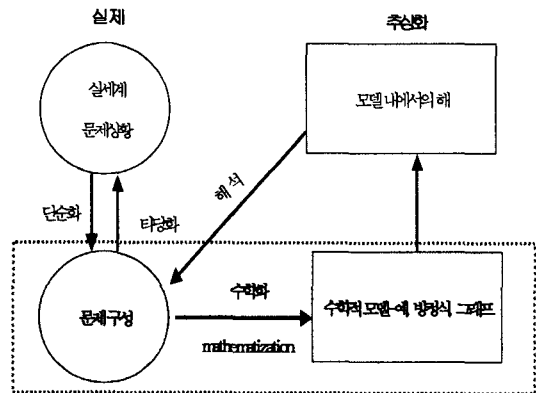 실제
추상화
실세계
문제상황
모델 내에서의 해
해석
단순화
타당화
문제구성
수학화
mathematization
수학적 모델-예, 방정식, 그래프